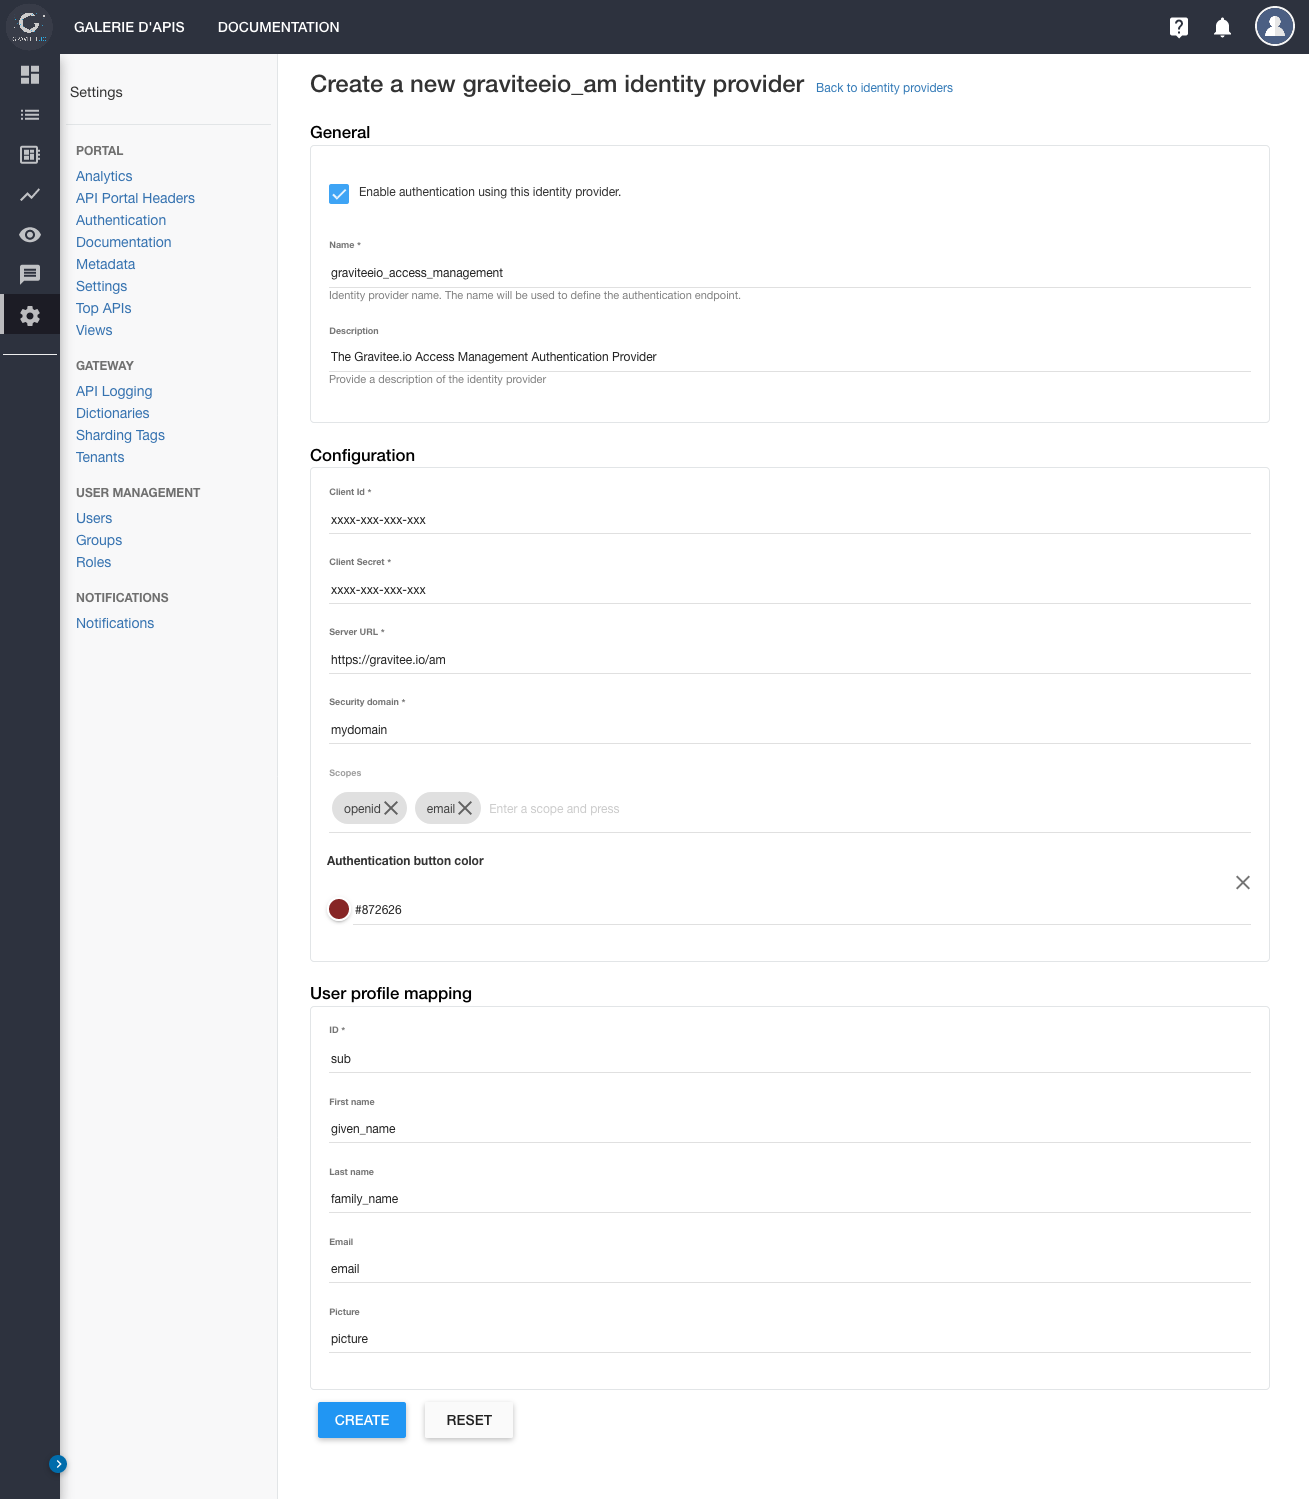 GRAVITEE.IO
GALERIE D'APIS
DOCUMENTATION
Settings
PORTAL
Analytics
API Portal Headers
Authentication
Documentation
Metadata
Settings
Top APIs
Views
GATEWAY
API Logging
Dictionaries
Sharding Tags
Tenants
USER MANAGEMENT
Users
Groups
Roles
NOTIFICATIONS
Notifications
Create a new graviteeio_am identity provider Back to identity providers
General
Enable authentication using this identity provider.
Name *
graviteeio_access_management
Identity provider name. The name will be used to define the authentication endpoint.
Description
The Gravitee.io Access Management Authentication Provider
Provide a description of the identity provider
Configuration
Client Id *
xxxx-xxx-xxx-xxx
Client Secret *
xxxx-xxx-xxx-xxx
Server URL *
https://gravitee.io/am
Security domain *
mydomain
Scopes
openid email Enter a scope and press
Authentication button color
#872626
User profile mapping
ID *
sub
First name
given_name
Last name
family_name
Email
email
Picture
picture
CREATE RESET